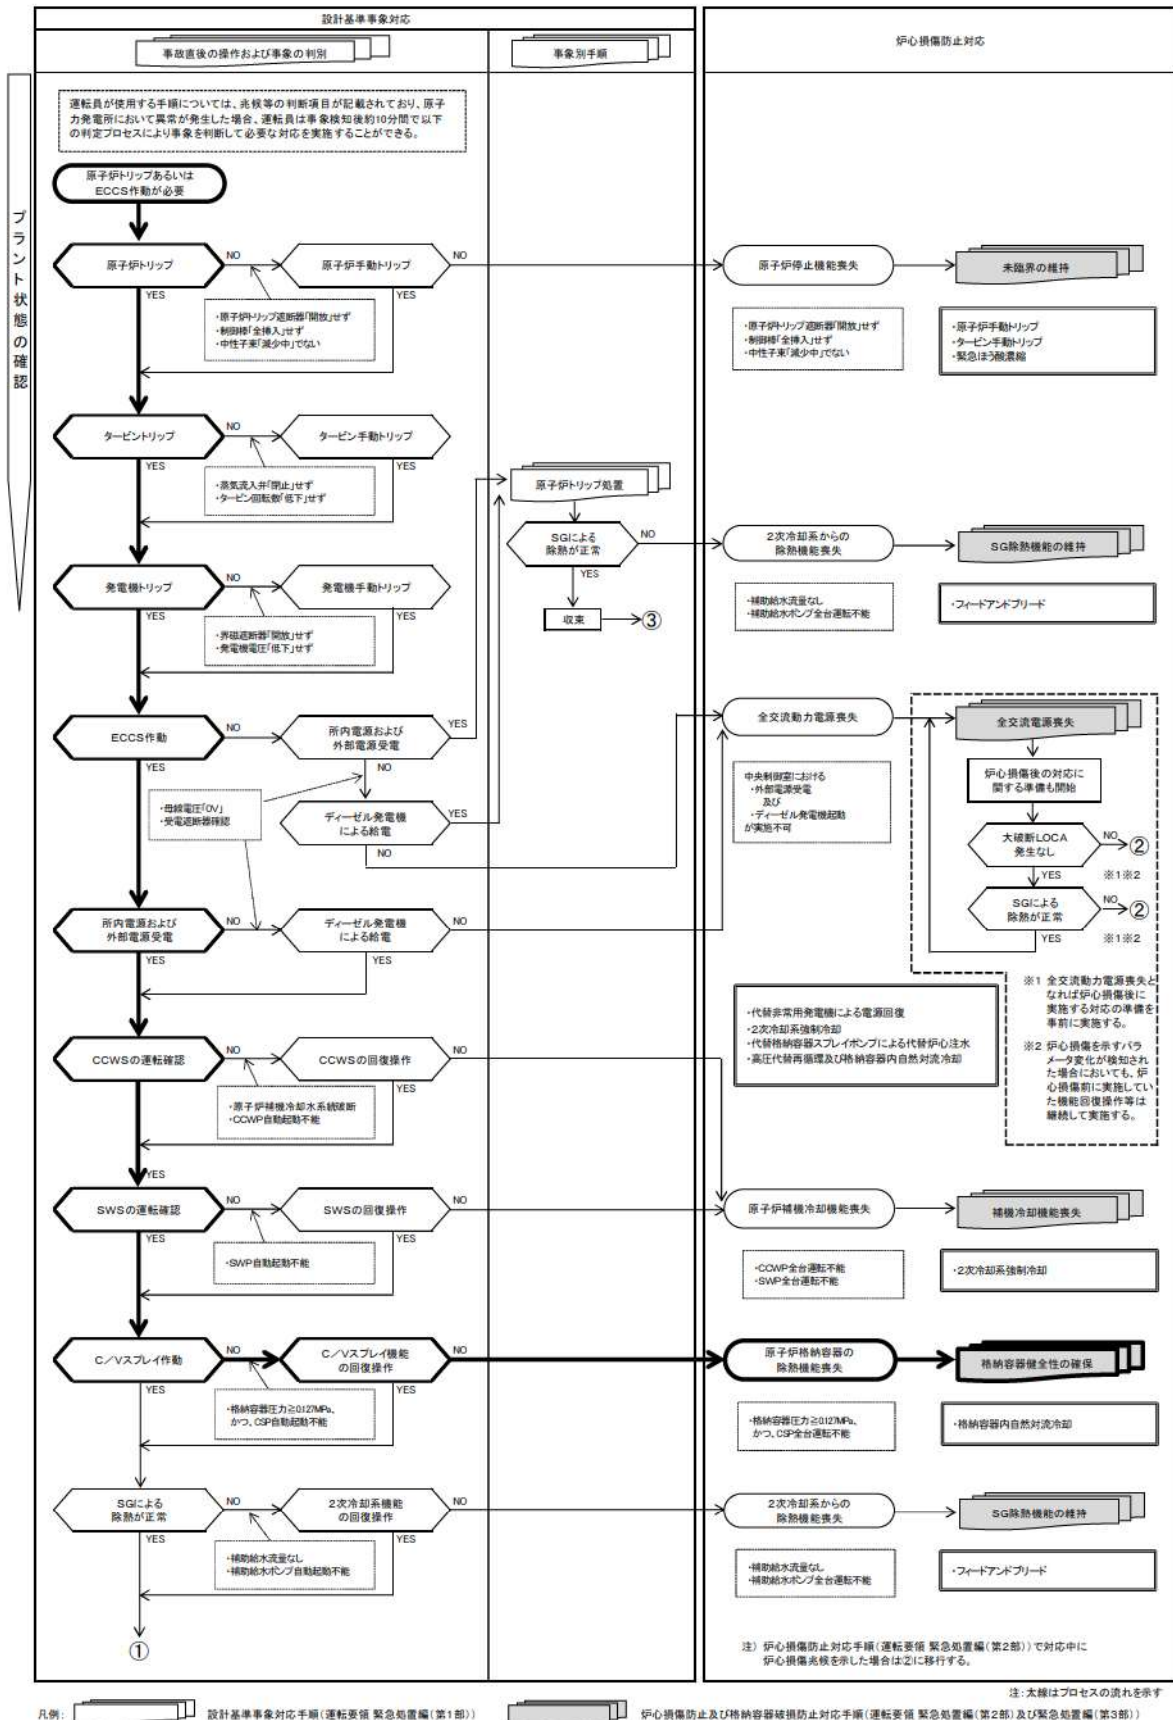 設計基準事象対応
事故直後の操作および事象の判別
事象別手順
炉心損傷防止対応
プラント状態の確認
運転員が使用する手順については、兆候等の判断項目が記載されており、原子
力発電所において異常が発生した場合、運転員は事象検知後約10分間で以下
の判定プロセスにより事象を判断して必要な対応を実施することができる。
原子炉トリップあるいは
ECCS作動が必要
原子炉トリップ
NO
原子炉手動トリップ
NO
原子炉停止機能喪失
未臨界の維持
YES
YES
・原子炉トリップ遮断器「開放」せず
・制御棒「全挿入」せず
・中性子束「減少中」でない
・原子炉トリップ遮断器「開放」せず
・制御棒「全挿入」せず
・中性子束「減少中」でない
・原子炉手動トリップ
・タービン手動トリップ
・緊急ほう酸濃縮
タービントリップ
NO
タービン手動トリップ
YES
YES
・蒸気流入弁「閉止」せず
・タービン回転数「低下」せず
原子炉トリップ処置
SGによる
除熱が正常
NO
YES
収束
③
2次冷却系からの
除熱機能喪失
SG除熱機能の維持
・補助給水流量なし
・補助給水ポンプ全台運転不能
・フィードアンドブリード
発電機トリップ
NO
発電機手動トリップ
YES
YES
・界磁遮断器「開放」せず
・発電機電圧「低下」せず
ECCS作動
NO
所内電源および
外部電源受電
YES
YES
NO
・母線電圧「0V」
・受電遮断器確認
ディーゼル発電機
による給電
YES
NO
全交流動力電源喪失
全交流電源喪失
中央制御室における
・外部電源受電
及び
・ディーゼル発電機起動
が実施不可
炉心損傷後の対応に
関する準備も開始
大破断LOCA
発生なし
NO
②
YES
※1※2
SGによる
除熱が正常
NO
②
YES
※1※2
所内電源および
外部電源受電
NO
ディーゼル発電機
による給電
NO
YES
YES
・代替非常用発電機による電源回復
・2次冷却系強制冷却
・代替格納容器スプレイポンプによる代替炉心注水
・高圧代替再循環及び格納容器内自然対流冷却
※1 全交流動力電源喪失と
なれば炉心損傷後に
実施する対応の準備を
事前に実施する。
※2 炉心損傷を示すパラ
メータ変化が検知され
た場合においても、炉
心損傷前に実施してい
た機能回復操作等は
継続して実施する。
CCWSの運転確認
NO
CCWSの回復操作
NO
YES
YES
・原子炉補機冷却水系統破断
・CCWP自動起動不能
SWSの運転確認
NO
SWSの回復操作
NO
原子炉補機冷却機能喪失
補機冷却機能喪失
YES
YES
・SWP自動起動不能
・CCWP全台運転不能
・SWP全台運転不能
・2次冷却系強制冷却
C/Vスプレイ作動
NO
C/Vスプレイ機能
の回復操作
NO
原子炉格納容器の
除熱機能喪失
格納容器健全性の確保
YES
YES
・格納容器圧力≧0.127MPa、
かつ、CSP自動起動不能
・格納容器圧力≧0.127MPa、
かつ、CSP全台運転不能
・格納容器内自然対流冷却
SGによる
除熱が正常
NO
2次冷却系機能
の回復操作
NO
2次冷却系からの
除熱機能喪失
SG除熱機能の維持
YES
YES
・補助給水流量なし
・補助給水ポンプ自動起動不能
・補助給水流量なし
・補助給水ポンプ全台運転不能
・フィードアンドブリード
①
注) 炉心損傷防止対応手順(運転要領 緊急処置編(第2部))で対応中に
炉心損傷兆候を示した場合は②に移行する。
注:太線はプロセスの流れを示す
凡例:
設計基準事象対応手順(運転要領 緊急処置編(第1部))
炉心損傷防止及び格納容器破損防止対応手順(運転要領 緊急処置編(第2部)及び緊急処置編(第3部))